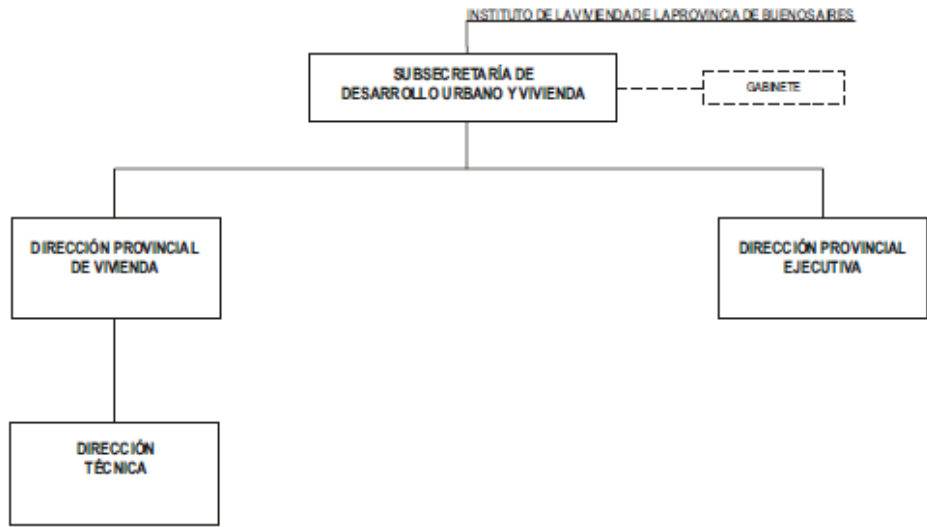 INSTITUTO DE LA VIVIENDA DE LA PROVINCIA DE BUENOS AIRES
SUBSECRETARÍA DE
DESARROLLO URBANO Y VIVIENDA
GABINETE
DIRECCIÓN PROVINCIAL
DE VIVIENDA
DIRECCIÓN PROVINCIAL
EJECUTIVA
DIRECCIÓN
TÉCNICA